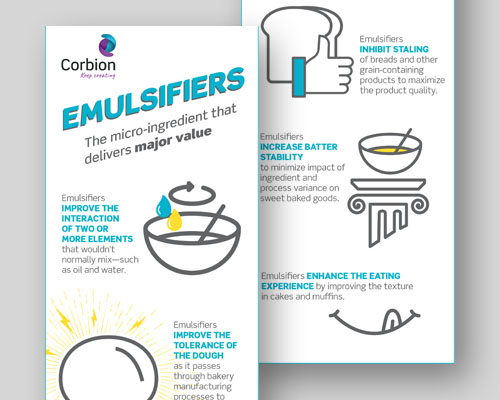 Corbion
Keep creating
EMULSIFIERS
The micro-ingredient that
delivers major value
Emulsifiers
IMPROVE THE
INTERACTION
OF TWO OR
MORE ELEMENTS
that wouldn't
normally mix—such
as oil and water.
Emulsifiers
IMPROVE THE
TOLERANCE OF
THE DOUGH
as it passes
through bakery
manufacturing
processes to
Emulsifiers
INHIBIT STALING
of breads and other
grain-containing
products to maximize
the product quality.
Emulsifiers
INCREASE BATTER
STABILITY
to minimize impact of
ingredient and
process variance on
sweet baked goods.
Emulsifiers ENHANCE THE EATING
EXPERIENCE by improving the texture
in cakes and muffins.